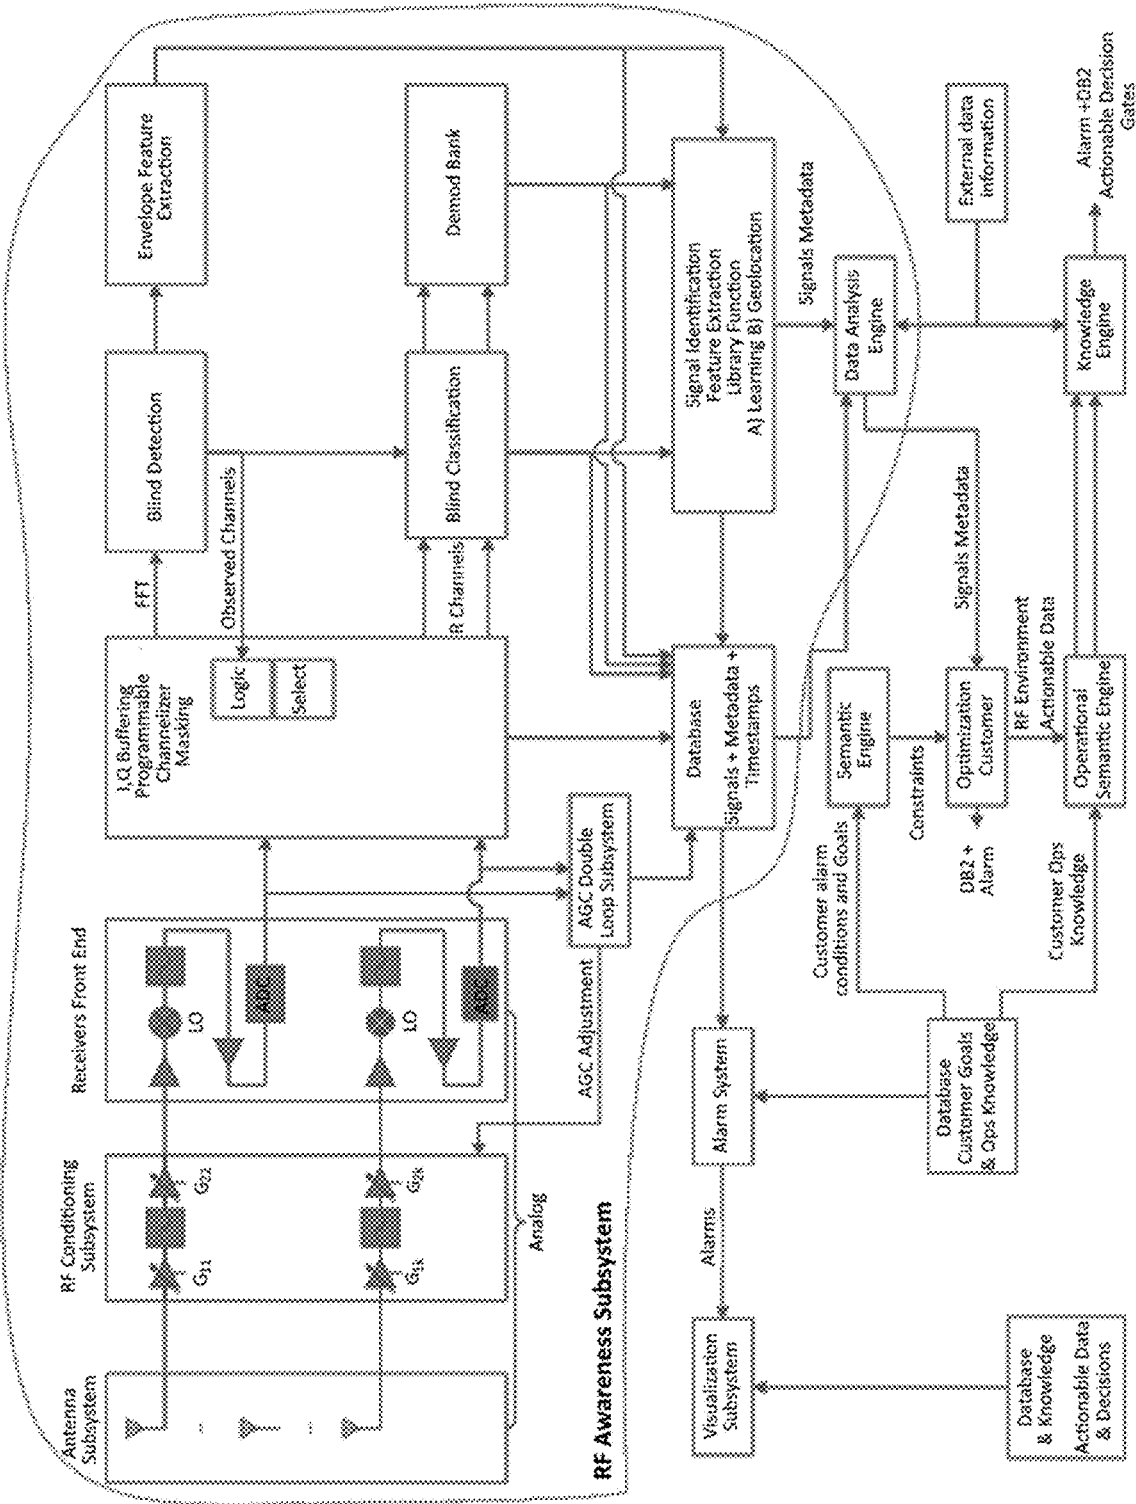 Antenna
Subsystem
RF Conditioning
Subsystem
G11
G21
G1k
G2k
Analog
Receivers Front End
LO
ADC
LO
ADC
AGC Adjustment
AGC Double
Loop Subsystem
I,Q Buffering
Programmable
Channelizer
Masking
Logic
Select
FFT
Observed Channels
R Channels
Blind Detection
Envelope Feature
Extraction
Blind Classification
Demod Bank
Signal Identification
Feature Extraction
Library Function
A) Learning B) Geolocation
Database
Signals + Metadata +
Timestamps
RF Awareness Subsystem
Signals Metadata
Data Analysis
Engine
External data
information
Signals Metadata
Visualization
Subsystem
Alarms
Alarm System
Database
& Knowledge
Actionable Data
& Decisions
Database
Customer Goals
& Ops Knowledge
Customer alarm
conditions and Goals
Customer Ops
Knowledge
Semantic
Engine
Constraints
Optimization
Customer
DB2 +
Alarm
RF Environment
Actionable Data
Operational
Semantic Engine
Knowledge
Engine
Alarm +DB2
Actionable Decision
Gates